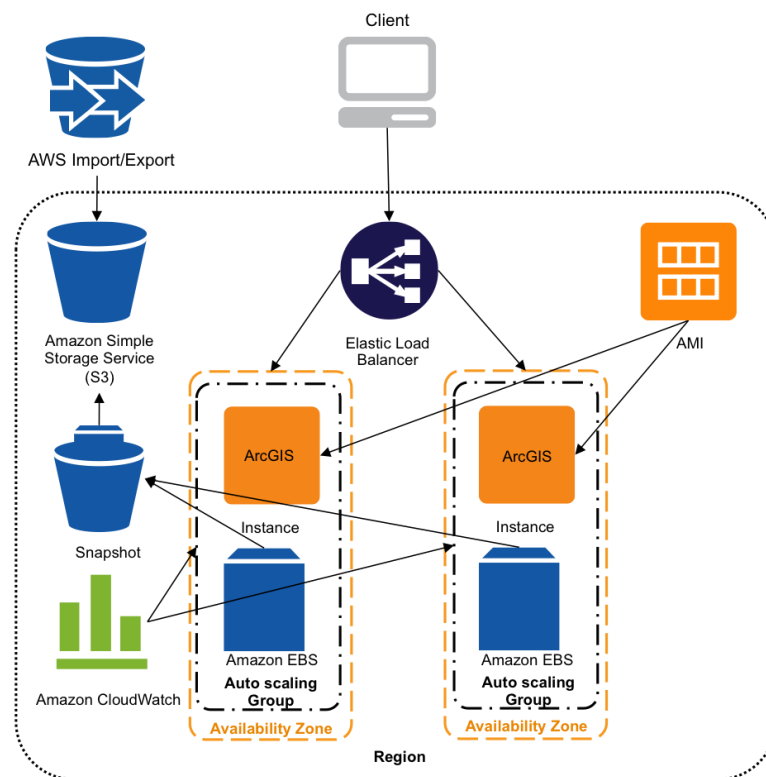 Client
AWS Import/Export
Amazon Simple
Storage Service
(S3)
Elastic Load
Balancer
AMI
ArcGIS
ArcGIS
Instance
Instance
Snapshot
Amazon EBS
Amazon EBS
Auto scaling
Group
Auto scaling
Group
Amazon CloudWatch
Availability Zone
Availability Zone
Region